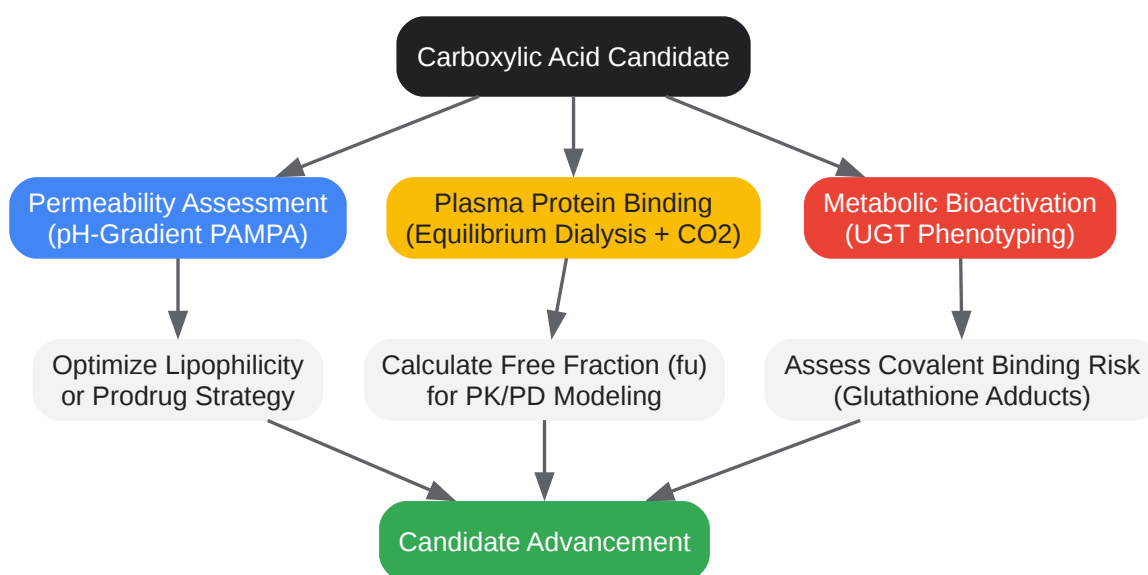 Carboxylic Acid Candidate
Permeability Assessment
(pH-Gradient PAMPA)
Plasma Protein Binding
(Equilibrium Dialysis + CO2)
Metabolic Bioactivation
(UGT Phenotyping)
Optimize Lipophilicity
or Prodrug Strategy
Calculate Free Fraction (fu)
for PK/PD Modeling
Assess Covalent Binding Risk
(Glutathione Adducts)
Candidate Advancement